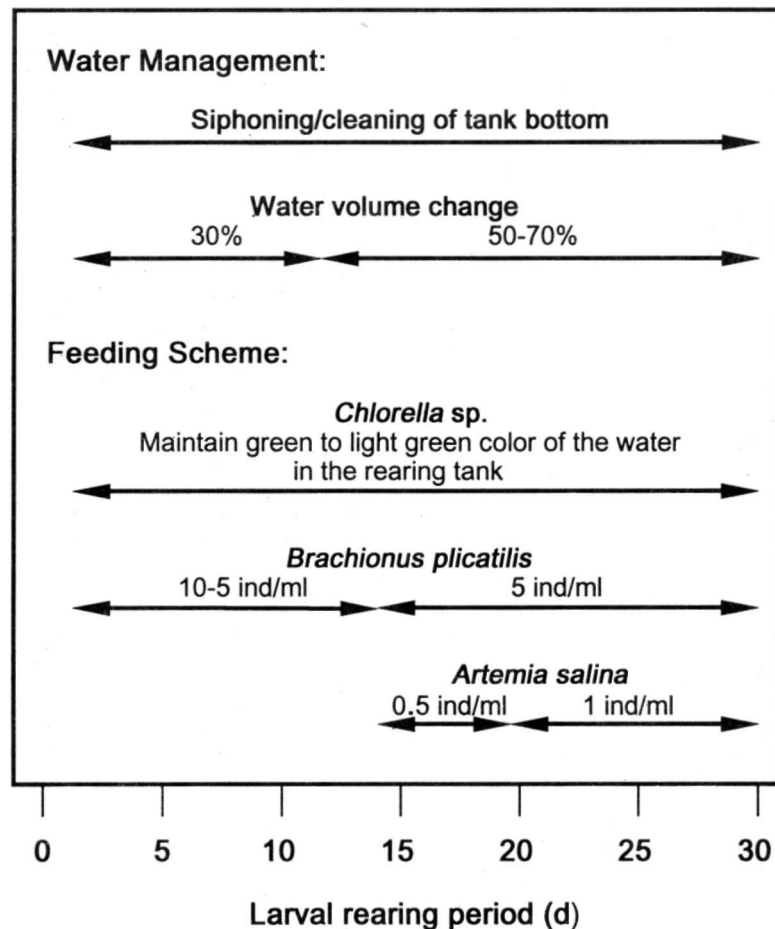 Water Management:
Siphoning/cleaning of tank bottom
Water volume change
30% 50-70%
Feeding Scheme:
Chlorella sp.
Maintain green to light green color of the water
in the rearing tank
Brachionus plicatilis
10-5 ind/ml 5 ind/ml
Artemia salina
0.5 ind/ml 1 ind/ml
0 5 10 15 20 25 30
Larval rearing period (d)